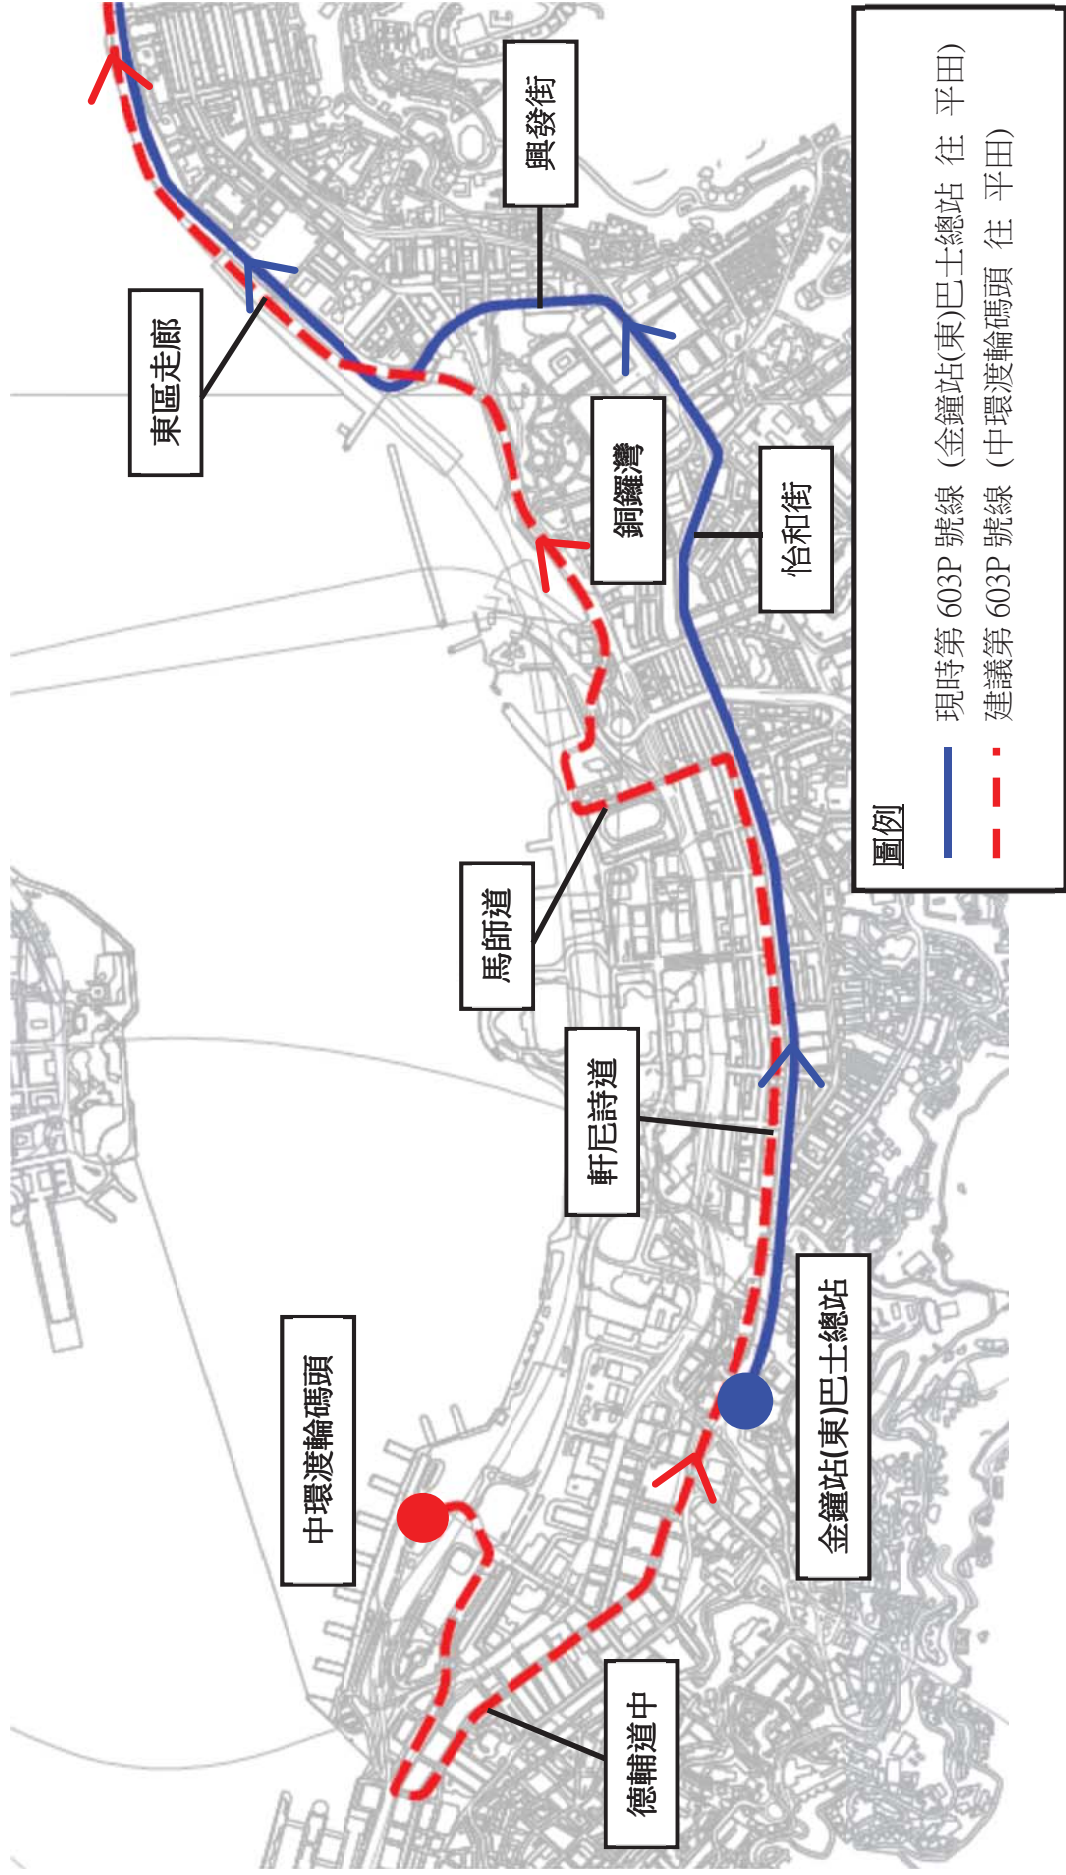 東區走廊
興發街
銅鑼灣
怡和街
馬師道
軒尼詩道
中環渡輪碼頭
金鐘站(東)巴士總站
德輔道中
圖例
現時第 603P 號線 (金鐘站(東)巴士總站 往 平田)
建議第 603P 號線 (中環渡輪碼頭 往 平田)